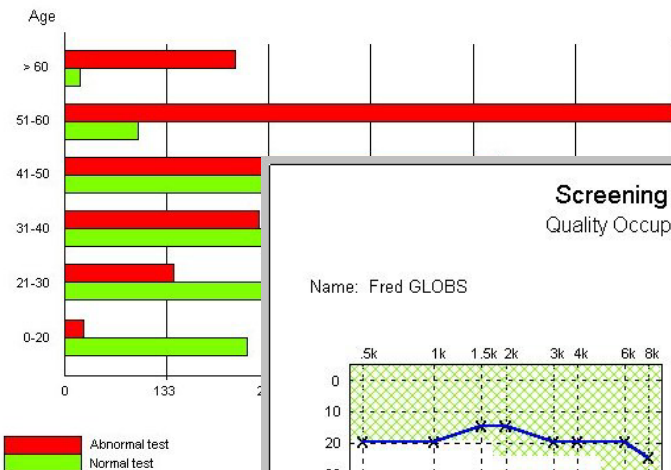 Age
> 60
51-60
41-50
31-40
21-30
0-20
0 133
Abnormal test
Normal test
Screening
Quality Occup
Name: Fred GLOBS
.5k 1k 1.5k 2k 3k 4k 6k 8k
0
10
20